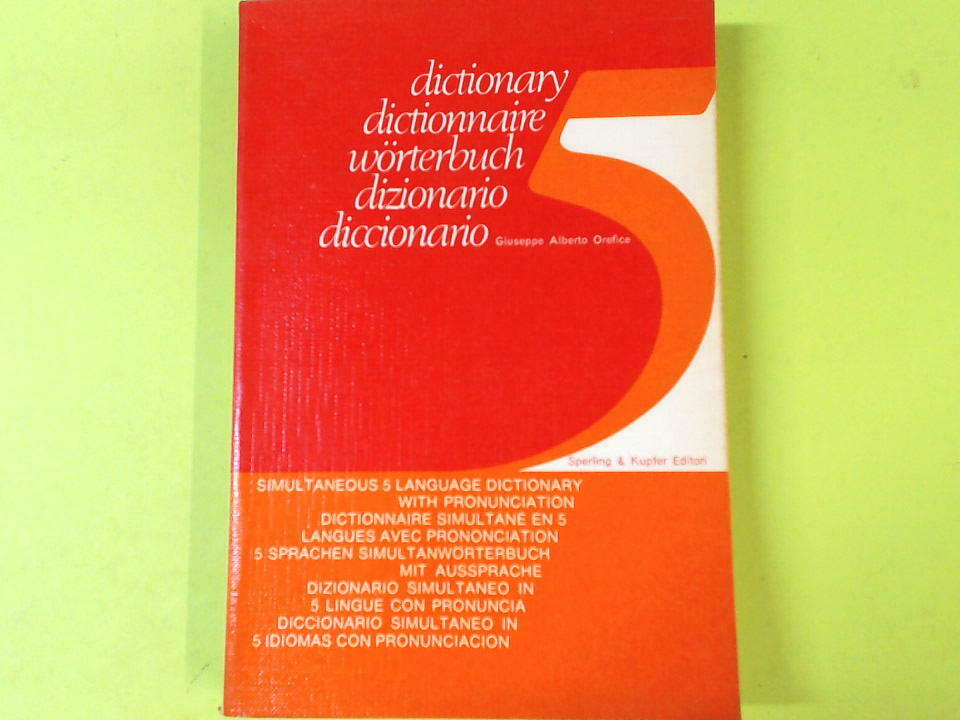 dictionary
dictionnaire
wörterbuch
dizionario
diccionario Giuseppe Alberto Orefice
5
Sperling & Kupfer Editori
SIMULTANEOUS 5 LANGUAGE DICTIONARY
WITH PRONUNCIATION
DICTIONNAIRE SIMULTANE EN 5
LANGUES AVEC PRONONCIATION
5 SPRACHEN SIMULTANWORTERBUCH
MIT AUSSPRACHE
DIZIONARIO SIMULTANEO IN
5 LINGUE CON PRONUNCIA
DICCIONARIO SIMULTANEO IN
5 IDIOMAS CON PRONUNCIACION